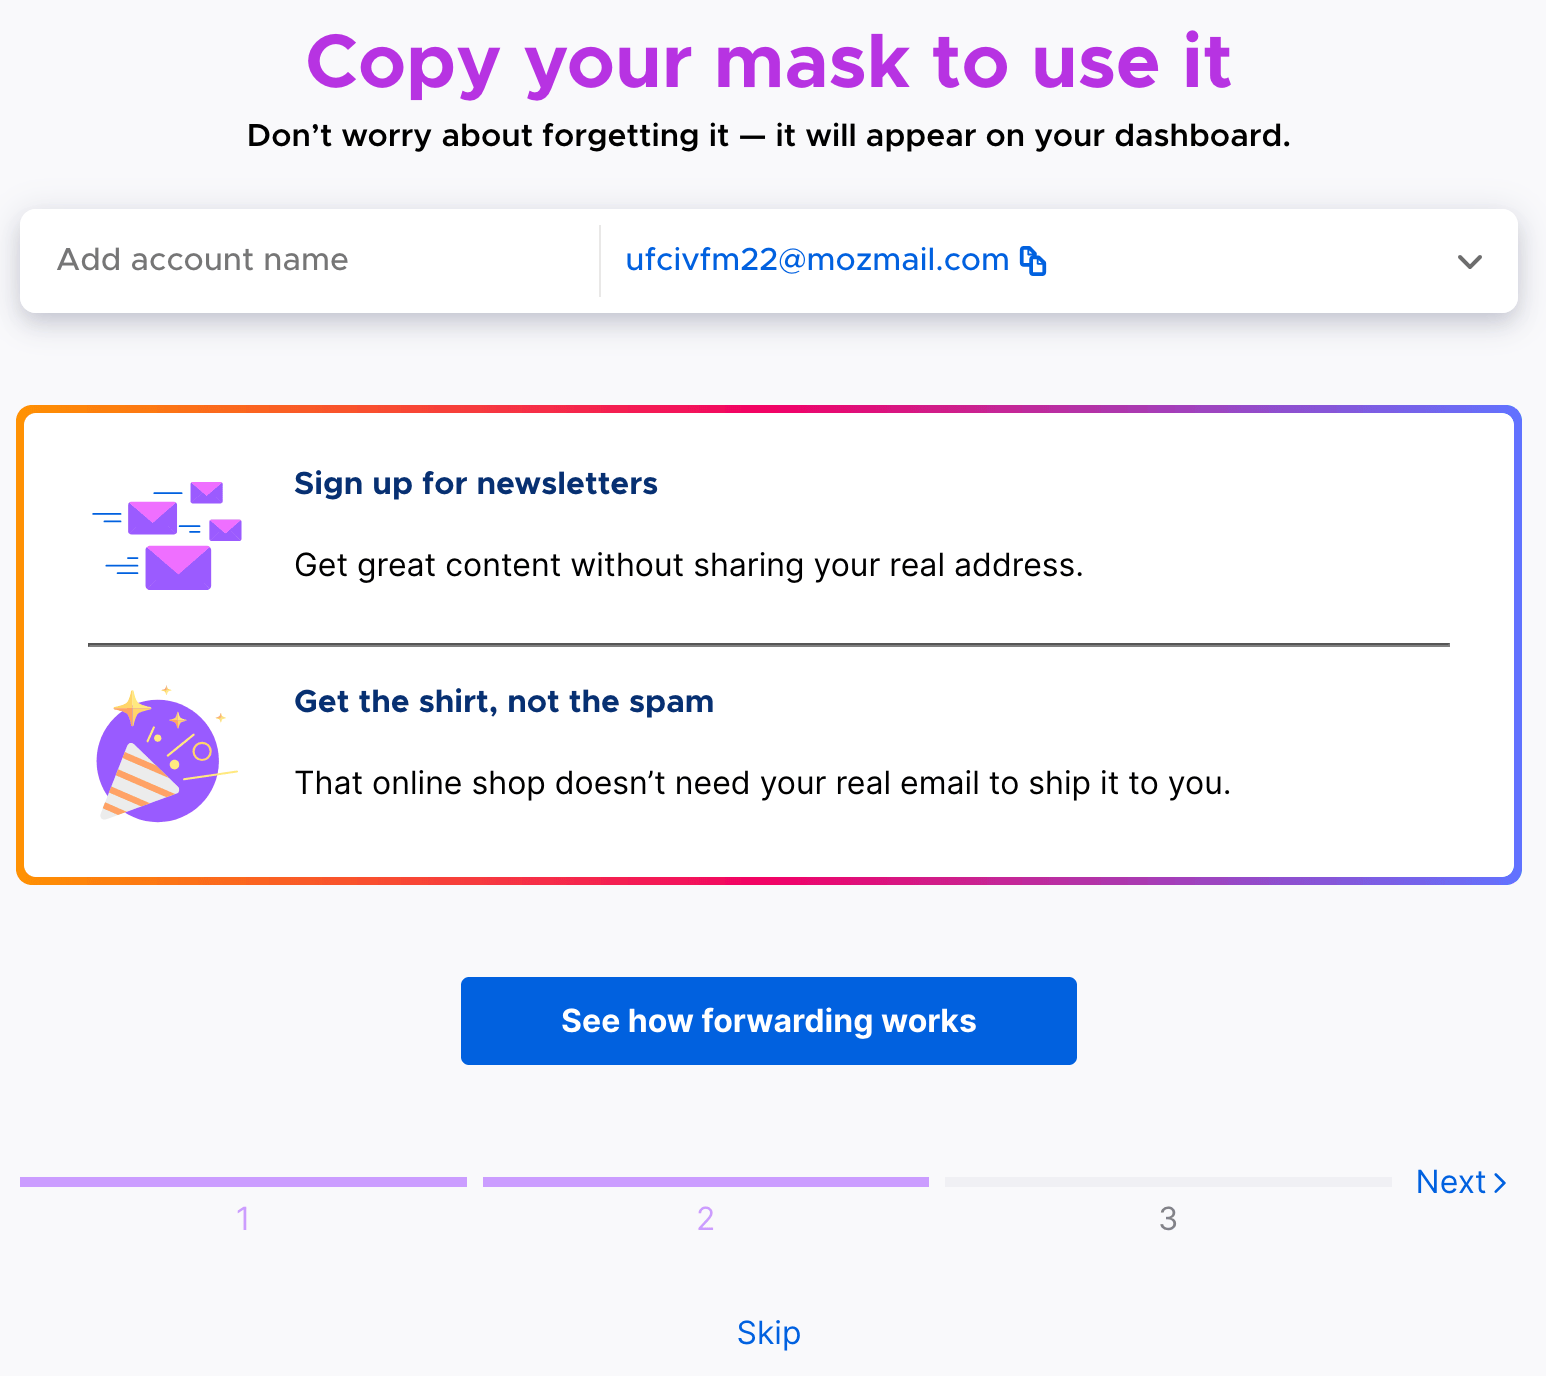 Copy your mask to use it
Don’t worry about forgetting it — it will appear on your dashboard.
Add account name
ufcivfm22@mozmail.com
Sign up for newsletters
Get great content without sharing your real address.
Get the shirt, not the spam
That online shop doesn’t need your real email to ship it to you.
See how forwarding works
Next
1
2
3
Skip